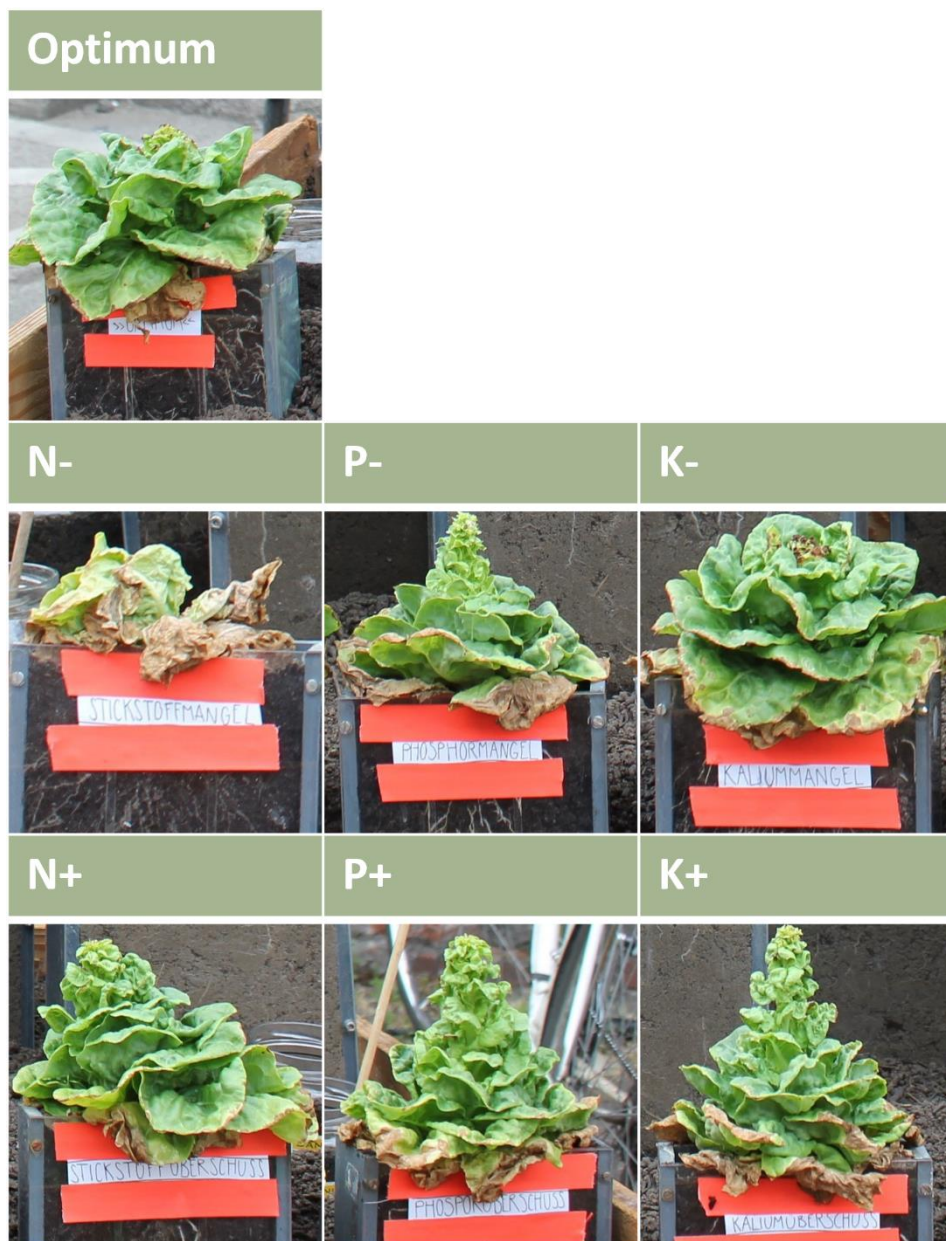 Optimum
N-
P-
K-
STICKSTOFFMANGEL
PHOSPHORMANGEL
KALIUMMANGEL
N+
P+
K+
STICKSTOFFÜBERSCHUSS
PHOSPORÜBERSCHUSS
KALIUMÜBERSCHUSS